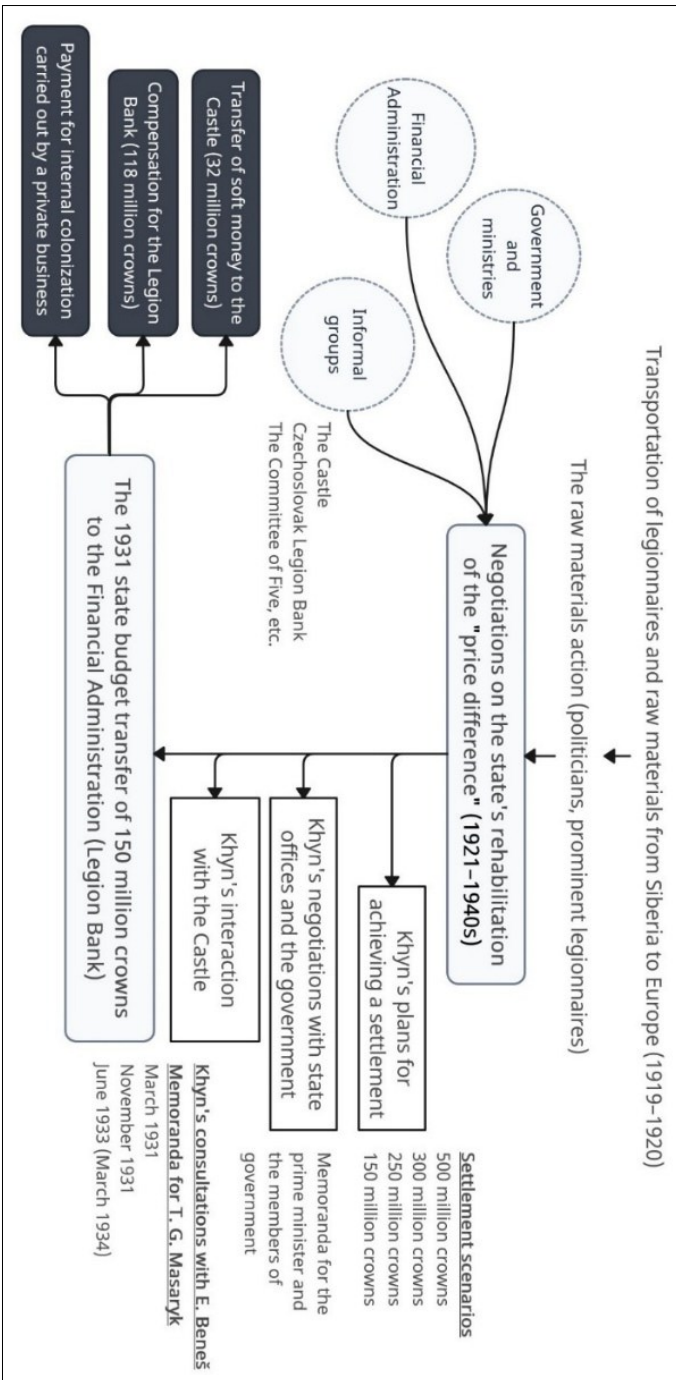 Transportation of legionnaires and raw materials from Siberia to Europe (1919–1920)
The raw materials action (politicians, prominent legionnaires)
Government
and
ministries
Financial
Administration
Informal
groups
The Castle
Czechoslovak Legion Bank
The Committee of Five, etc.
Negotiations on the state's rehabilitation
of the "price difference" (1921–1940s)
Khyn's plans for
achieving a settlement
Settlement scenarios
500 million crowns
300 million crowns
250 million crowns
150 million crowns
Khyn's negotiations with state
offices and the government
Memoranda for the
prime minister and
the members of
government
Khyn's interaction
with the Castle
Khyn's consultations with E. Beneš
Memoranda for T. G. Masaryk
March 1931
November 1931
June 1933 (March 1934)
The 1931 state budget transfer of 150 million crowns
to the Financial Administration (Legion Bank)
Transfer of soft money to the
Castle (32 million crowns)
Compensation for the Legion
Bank (118 million crowns)
Payment for internal colonization
carried out by a private business